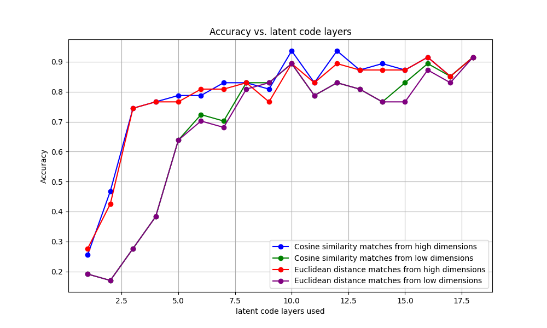 Accuracy vs. latent code layers
Accuracy
0.9
0.8
0.7
0.6
0.5
0.4
0.3
0.2
Cosine similarity matches from high dimensions
Cosine similarity matches from low dimensions
Euclidean distance matches from high dimensions
Euclidean distance matches from low dimensions
2.5 5.0 7.5 10.0 12.5 15.0 17.5
latent code layers used